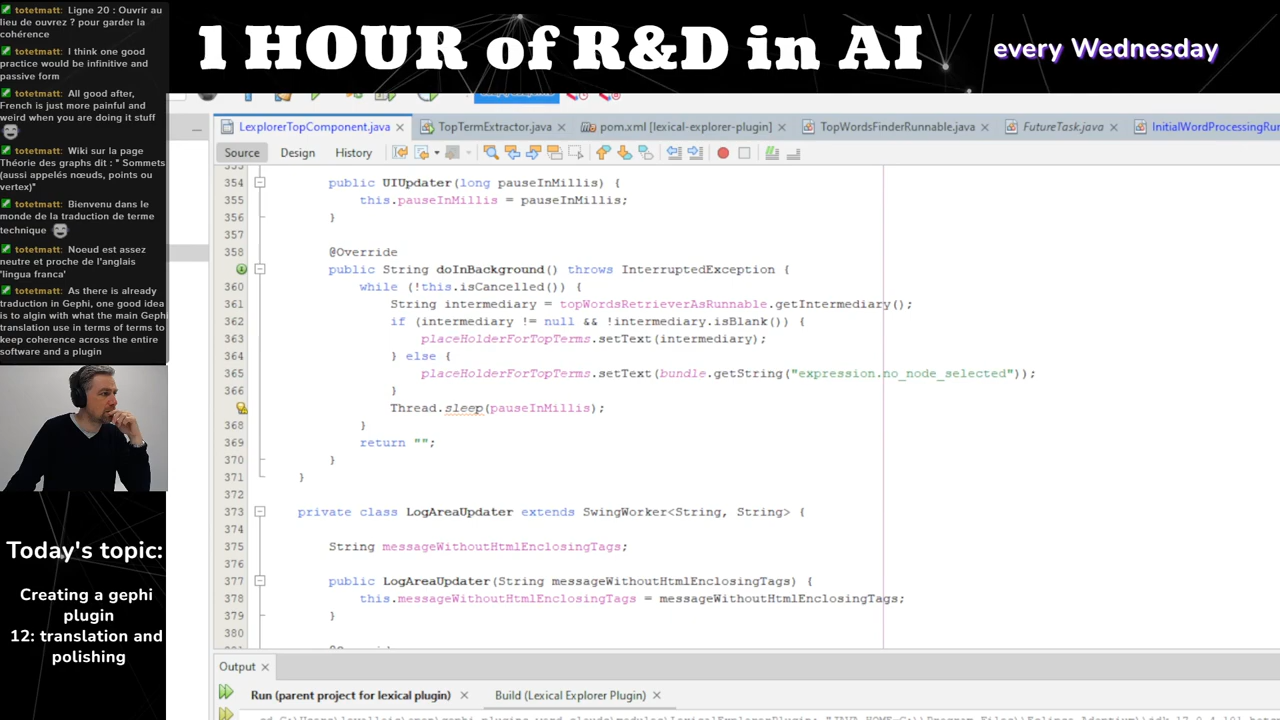 totetmatt: Ligne 20 : Ouvrir au
lieu de ouvrez ? pour garder la
cohérence
totetmatt: I think one good
practice would be infinitive and
passive form
totetmatt: All good after,
French is just more painful and
weird when you are doing it stuff
totetmatt: Wiki sur la page
Théorie des graphs dit : " Sommets
(aussi appelés nœuds, points ou
vertex)"
totetmatt: Bienvenu dans le
monde de la traduction de terme
technique
totetmatt: Noeud est assez
neutre et proche de l'anglais
'lingua franca'
totetmatt: As there is already
traduction in Gephi, one good idea
is to algin with what the main Gephi
translation use in terms of terms to
keep coherence across the entire
software and a plugin
Today's topic:
Creating a gephi
plugin
12: translation and
polishing
1 HOUR of R&D in AI
every Wednesday
LexplorerTopComponent.java
TopTermExtractor.java
pom.xml [lexical-explorer-plugin]
TopWordsFinderRunnable.java
FutureTask.java
InitialWordProcessingRun
Source Design History
354 public UIUpdater(long pauseInMillis) {
355 this.pauseInMillis = pauseInMillis;
356 }
357
358 @Override
public String doInBackground() throws InterruptedException {
360 while (!this.isCancelled()) {
361 String intermediary = topWordsRetrieverAsRunnable.getIntermediary();
362 if (intermediary != null && !intermediary.isBlank()) {
363 placeHolderForTopTerms.setText(intermediary);
364 } else {
365 placeHolderForTopTerms.setText(bundle.getString("expression.no_node_selected"));
366 }
Thread.sleep(pauseInMillis);
368 }
369 return "";
370 }
371 }
372
373 private class LogAreaUpdater extends SwingWorker<String, String> {
374
375 String messageWithoutHtmlEnclosingTags;
376
377 public LogAreaUpdater(String messageWithoutHtmlEnclosingTags) {
378 this.messageWithoutHtmlEnclosingTags = messageWithoutHtmlEnclosingTags;
379 }
380
Output
Run (parent project for lexical plugin)
Build (Lexical Explorer Plugin)